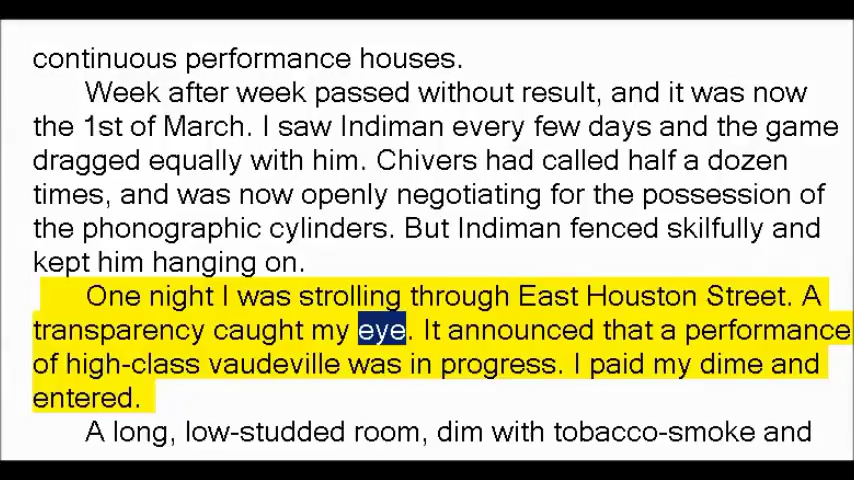 continuous performance houses.
Week after week passed without result, and it was now
the 1st of March. I saw Indiman every few days and the game
dragged equally with him. Chivers had called half a dozen
times, and was now openly negotiating for the possession of
the phonographic cylinders. But Indiman fenced skilfully and
kept him hanging on.
One night I was strolling through East Houston Street. A
transparency caught my eye. It announced that a performance
of high-class vaudeville was in progress. I paid my dime and
entered.
A long, low-studded room, dim with tobacco-smoke and